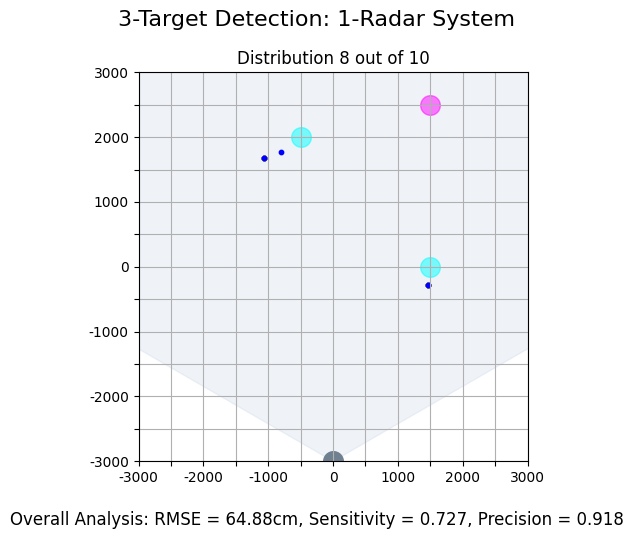 3-Target Detection: 1-Radar System
Distribution 8 out of 10
3000
2000
1000
0
-1000
-2000
-3000
-3000 -2000 -1000 0 1000 2000 3000
Overall Analysis: RMSE = 64.88cm, Sensitivity = 0.727, Precision = 0.918